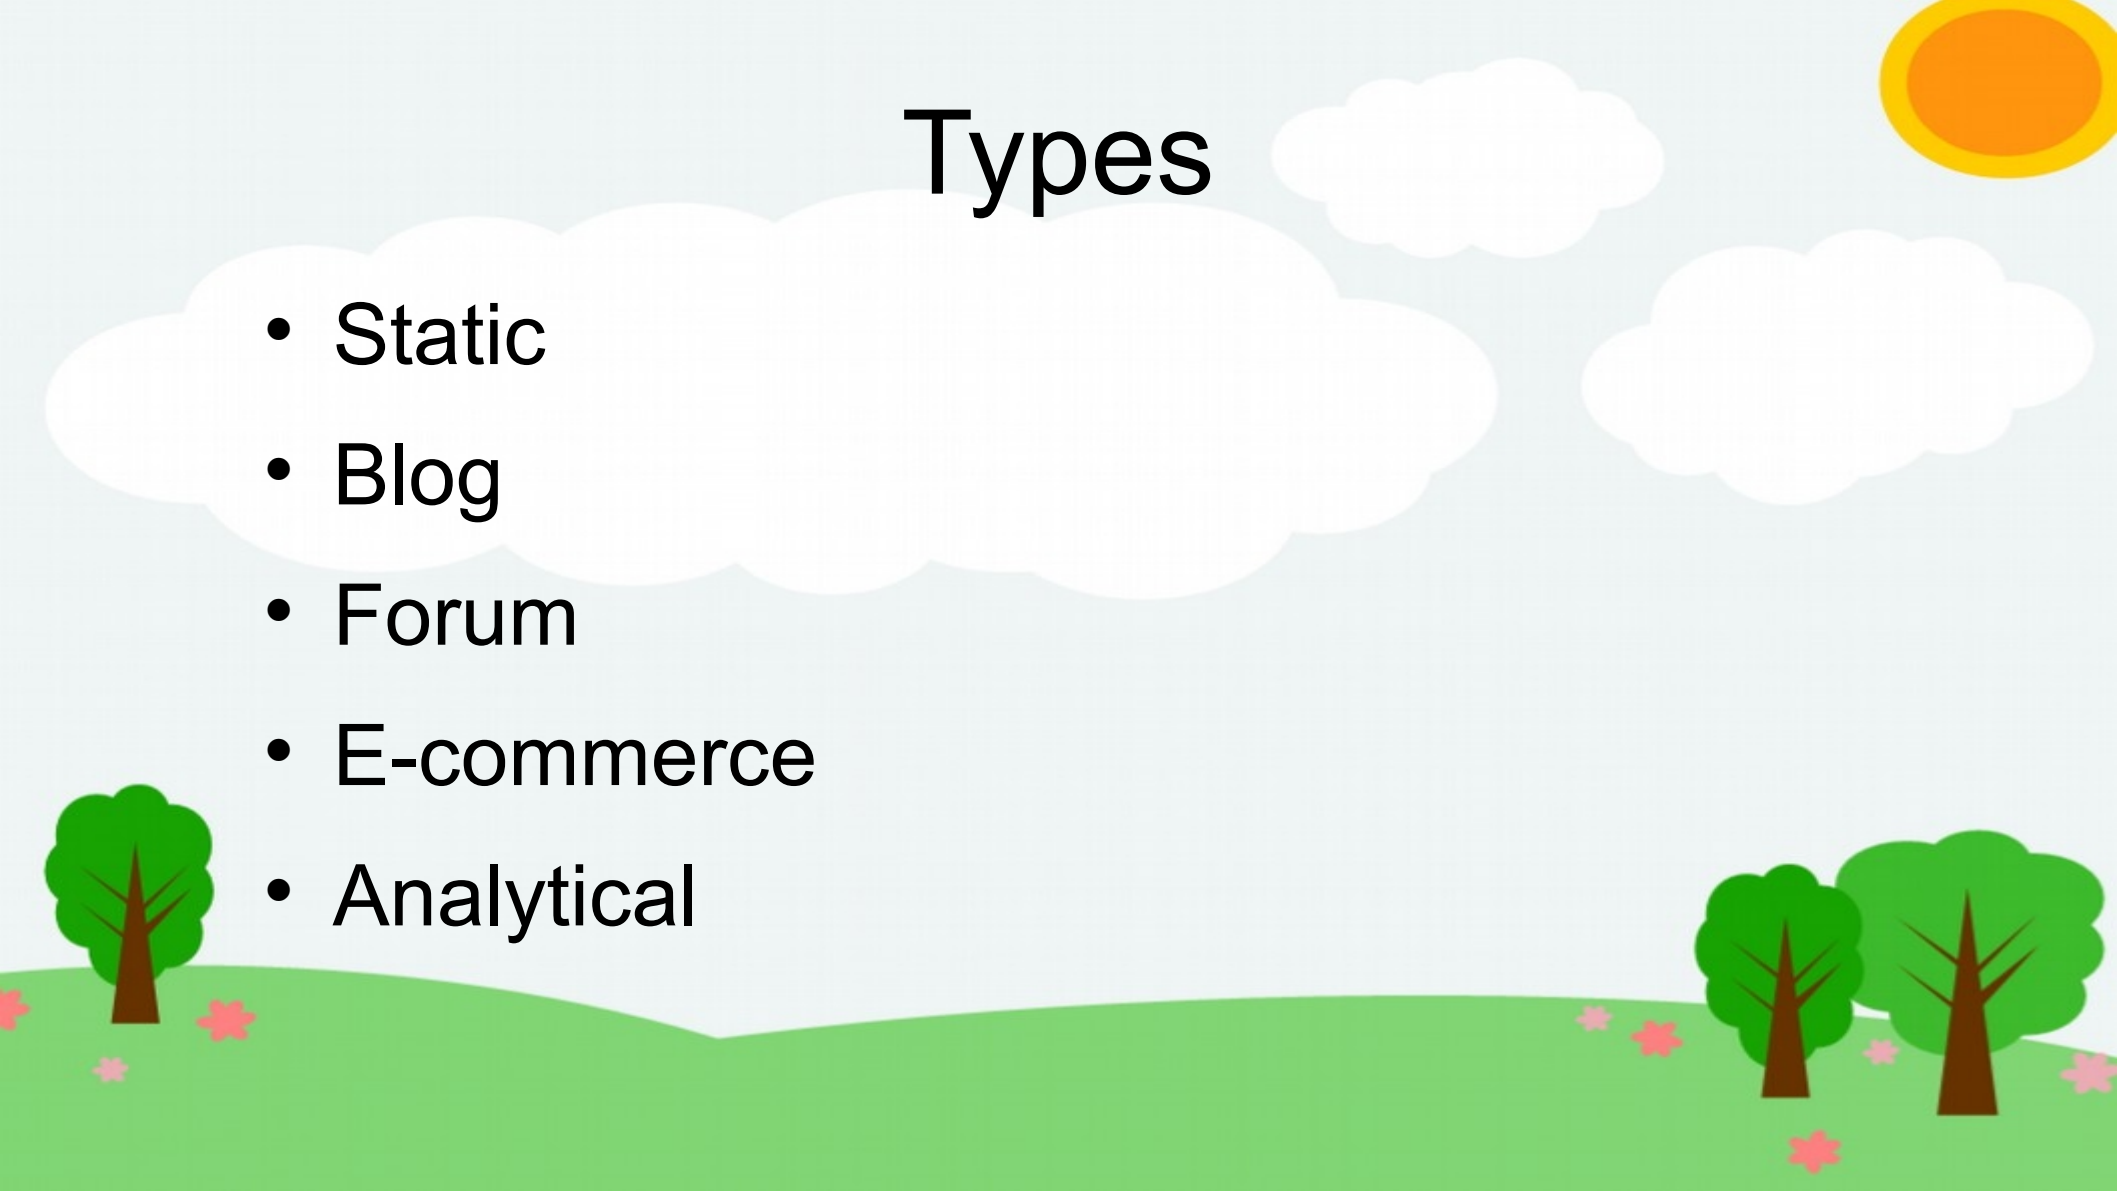 Types
• Static
• Blog
• Forum
• E-commerce
• Analytical